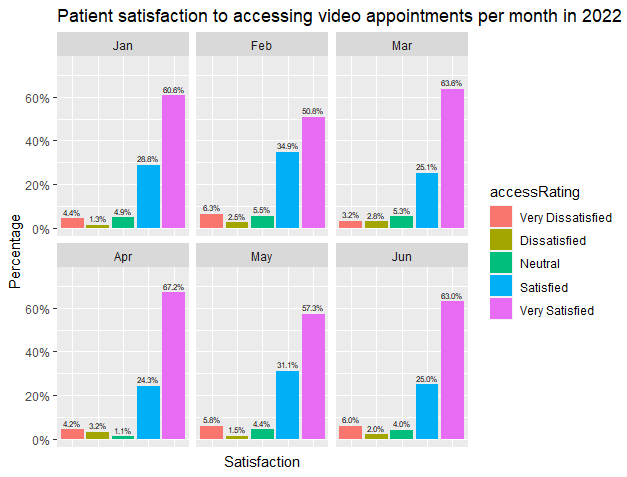 Patient satisfaction to accessing video appointments per month in 2022
Jan Feb Mar
60%
40%
20%
0%
4.4% 1.3% 4.9% 28.8% 60.6%
6.3% 2.5% 5.5% 34.9% 50.8%
3.2% 2.8% 5.3% 25.1% 63.6%
Apr May Jun
60%
40%
20%
0%
4.2% 3.2% 1.1% 24.3% 67.2%
5.8% 1.5% 4.4% 31.1% 57.3%
6.0% 2.0% 4.0% 25.0% 63.0%
Percentage
Satisfaction
accessRating
Very Dissatisfied
Dissatisfied
Neutral
Satisfied
Very Satisfied